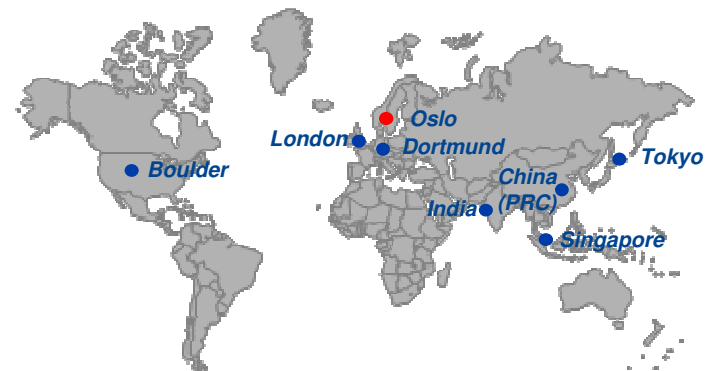 Oslo
London
Dortmund
Tokyo
Boulder
China
(PRC)
India
Singapore